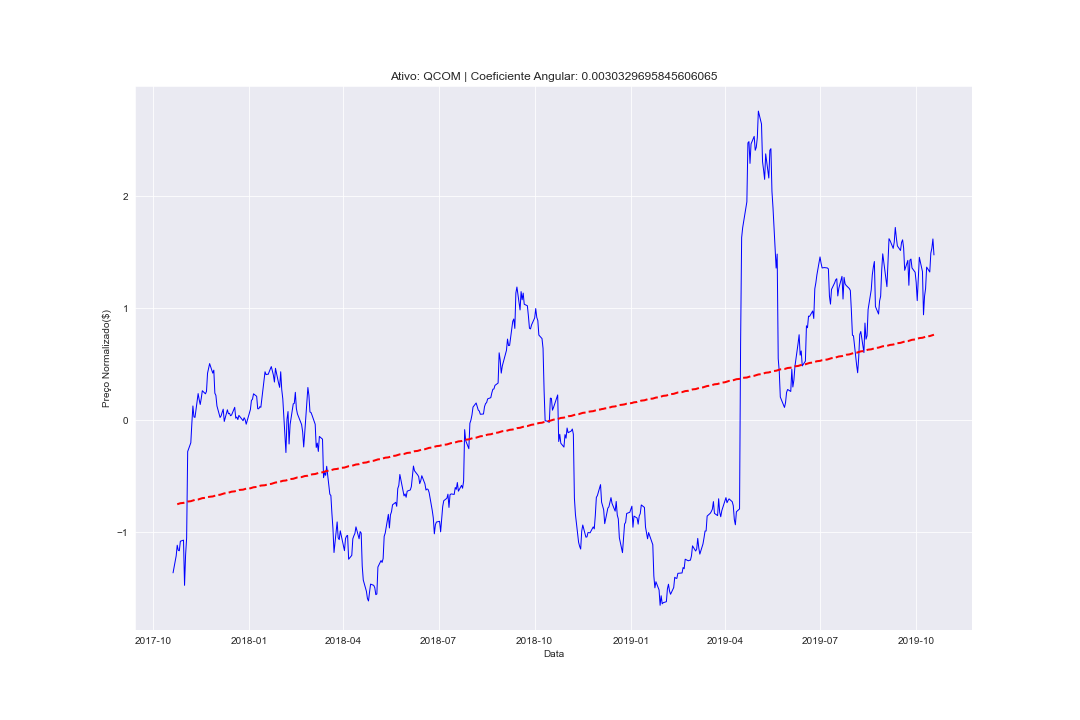 Ativo: QCOM | Coeficiente Angular: 0.0030329695845606065
Preço Normalizado($)
2
1
0
−1
2017-10 2018-01 2018-04 2018-07 2018-10 2019-01 2019-04 2019-07 2019-10
Data